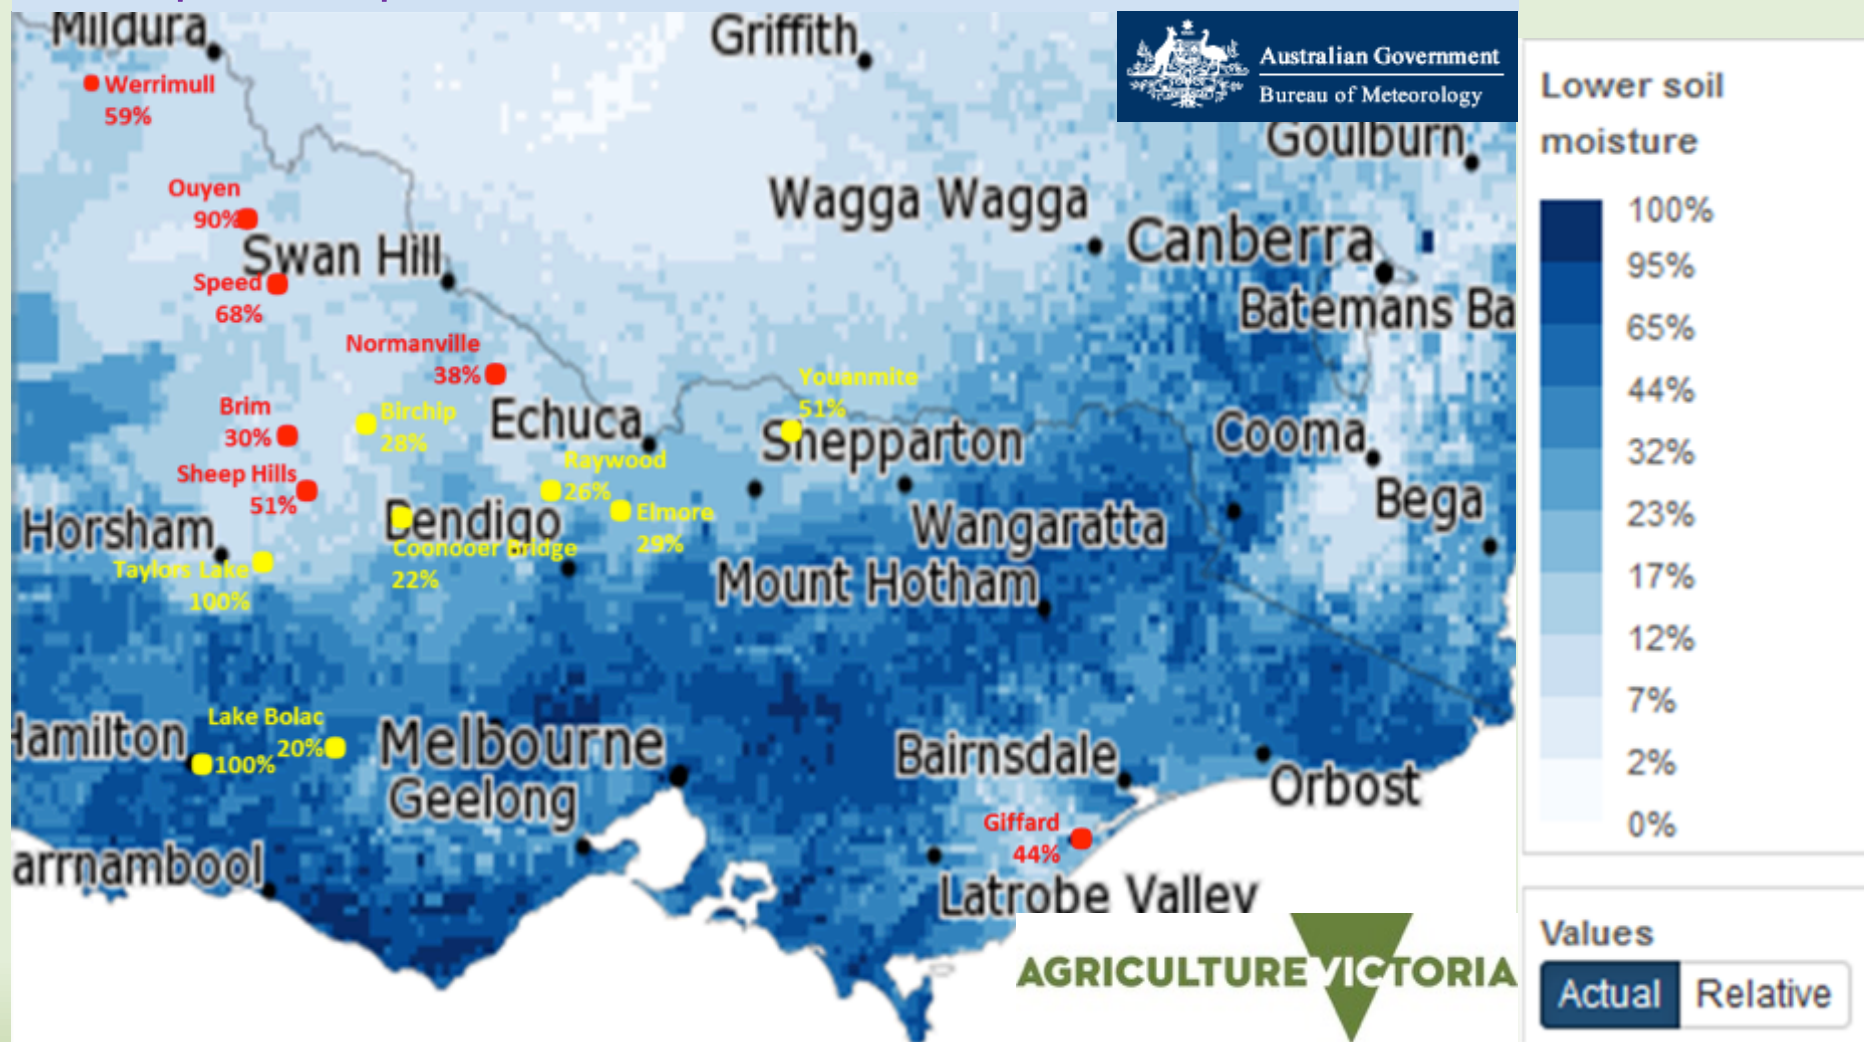 Mildura
Griffith
Australian Government
Bureau of Meteorology
Werrimull
59%
Goulburn
Ouyen
90%
Wagga Wagga
Swan Hill
Canberra
Speed
68%
Batemans Ba
Normanville
38%
Youanmite
51%
Brim
30%
Birchip
28%
Echuca
Shepparton
Cooma
Raywood
26%
Sheep Hills
51%
Bega
Horsham
Dendigo
Elmore
29%
Wangaratta
Coonooer Bridge
22%
Taylors Lake
100%
Mount Hotham
Hamilton
100%
Lake Bolac
20%
Melbourne
Geelong
Bairnsdale
Orbost
Giffard
44%
arrnambool
Latrobe Valley
AGRICULTURE VICTORIA
Lower soil
moisture
100%
95%
65%
44%
32%
23%
17%
12%
7%
2%
0%
Values
Actual
Relative